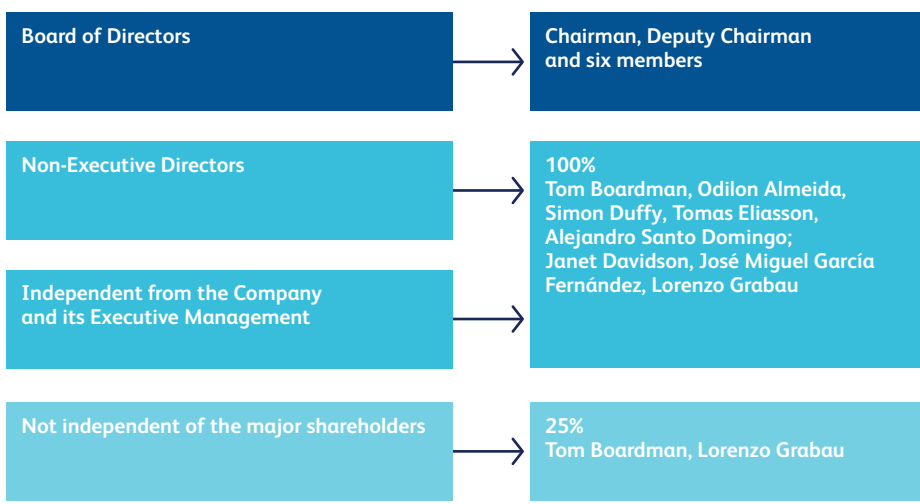 Board of Directors
Chairman, Deputy Chairman
and six members
Non-Executive Directors
100%
Tom Boardman, Odilon Almeida,
Simon Duffy, Tomas Eliasson,
Alejandro Santo Domingo;
Janet Davidson, José Miguel García
Fernández, Lorenzo Grabau
Independent from the Company
and its Executive Management
Not independent of the major shareholders
25%
Tom Boardman, Lorenzo Grabau